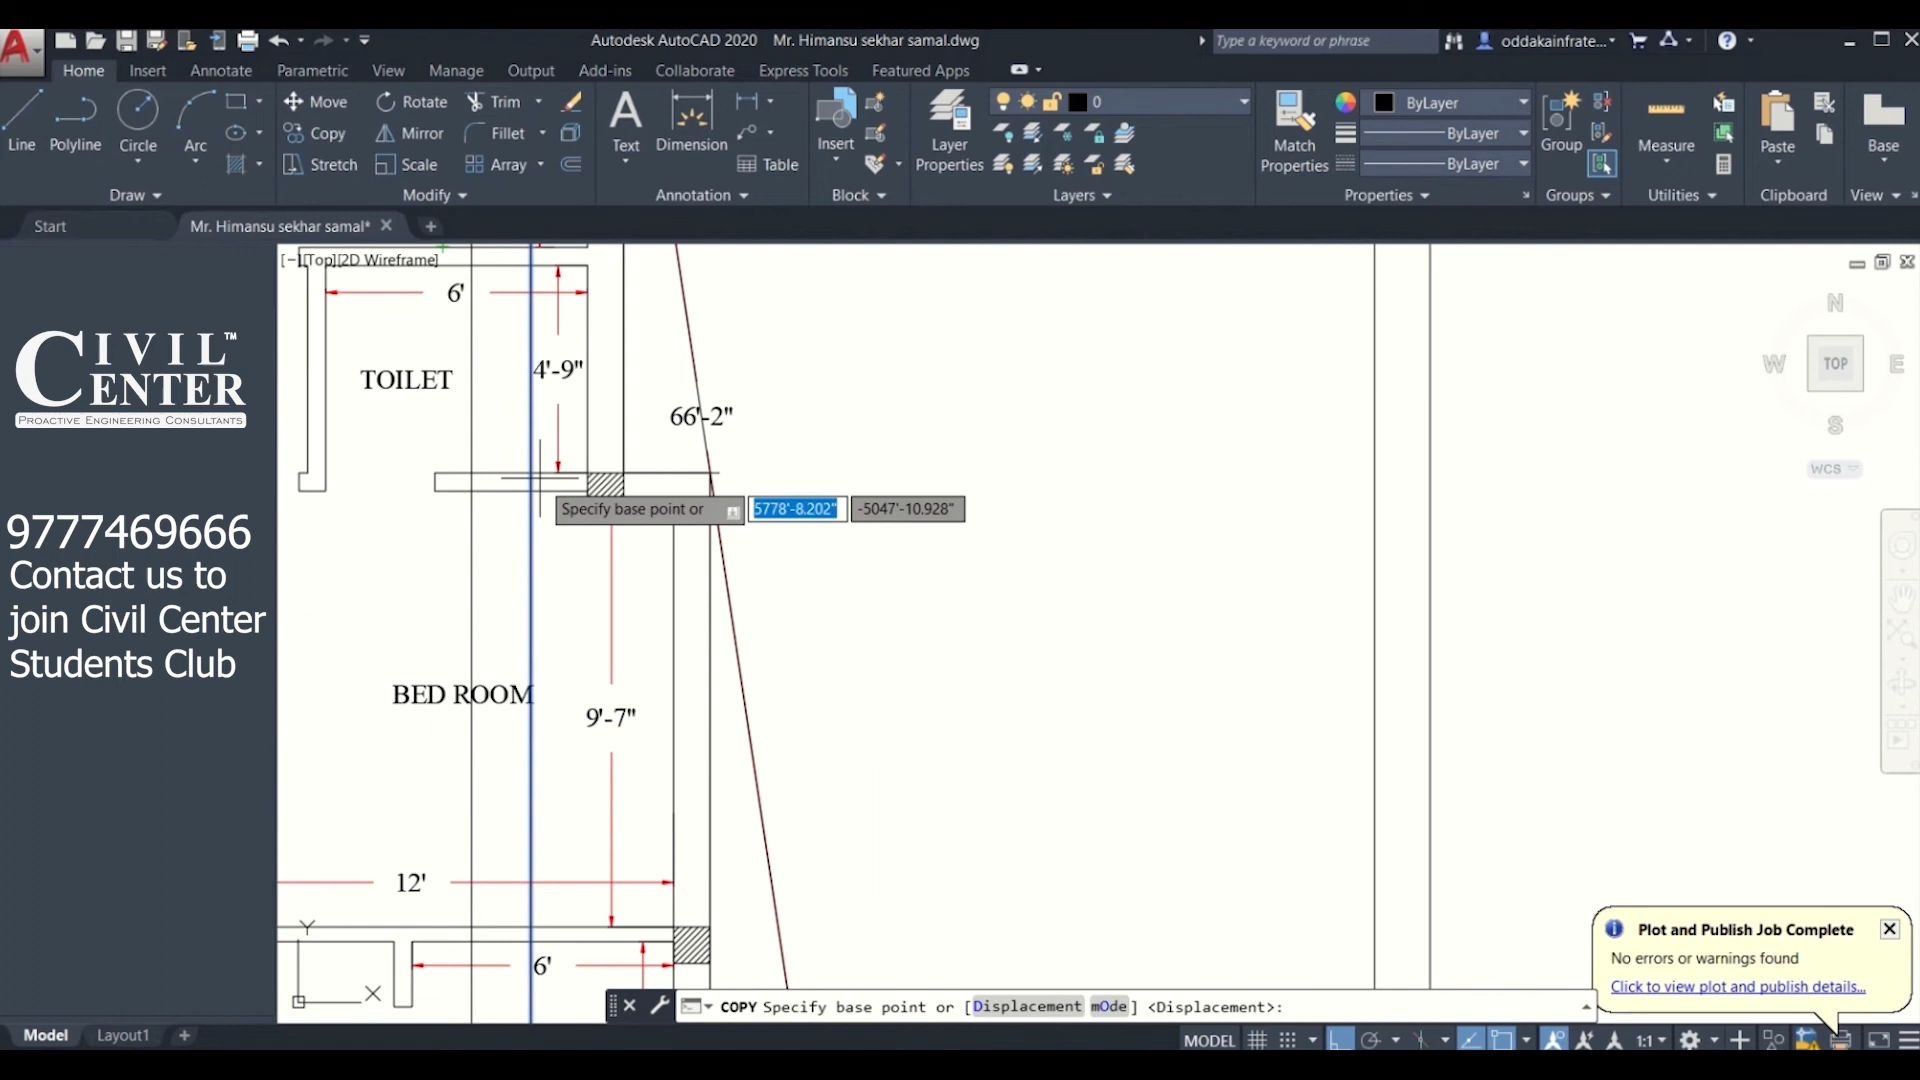 Autodesk AutoCAD 2020 Mr. Himansu sekhar samal.dwg
Type a keyword or phrase
oddakainfrate...
Home Insert Annotate Parametric View Manage Output Add-ins Collaborate Express Tools Featured Apps
Line Polyline Circle Arc
Move Rotate Trim
Copy Mirror Fillet
Stretch Scale Array
Text Dimension Table
Insert
Layer Properties
0
Match Properties
ByLayer
ByLayer
ByLayer
Group
Measure
Paste
Base
Draw Modify Annotation Block Layers Properties Groups Utilities Clipboard View
Start Mr. Himansu sekhar samal*
[−][Top][2D Wireframe]
6'
TOILET
4'-9"
66'-2"
Specify base point or 5778'-8.202" -5047'-10.928"
BED ROOM
9'-7"
12'
6'
Y
X
N
W TOP E
S
WCS
CIVIL CENTER™
PROACTIVE ENGINEERING CONSULTANTS
9777469666
Contact us to
join Civil Center
Students Club
Plot and Publish Job Complete
No errors or warnings found
Click to view plot and publish details...
COPY Specify base point or [Displacement mOde] <Displacement>:
Model Layout1
MODEL 1:1